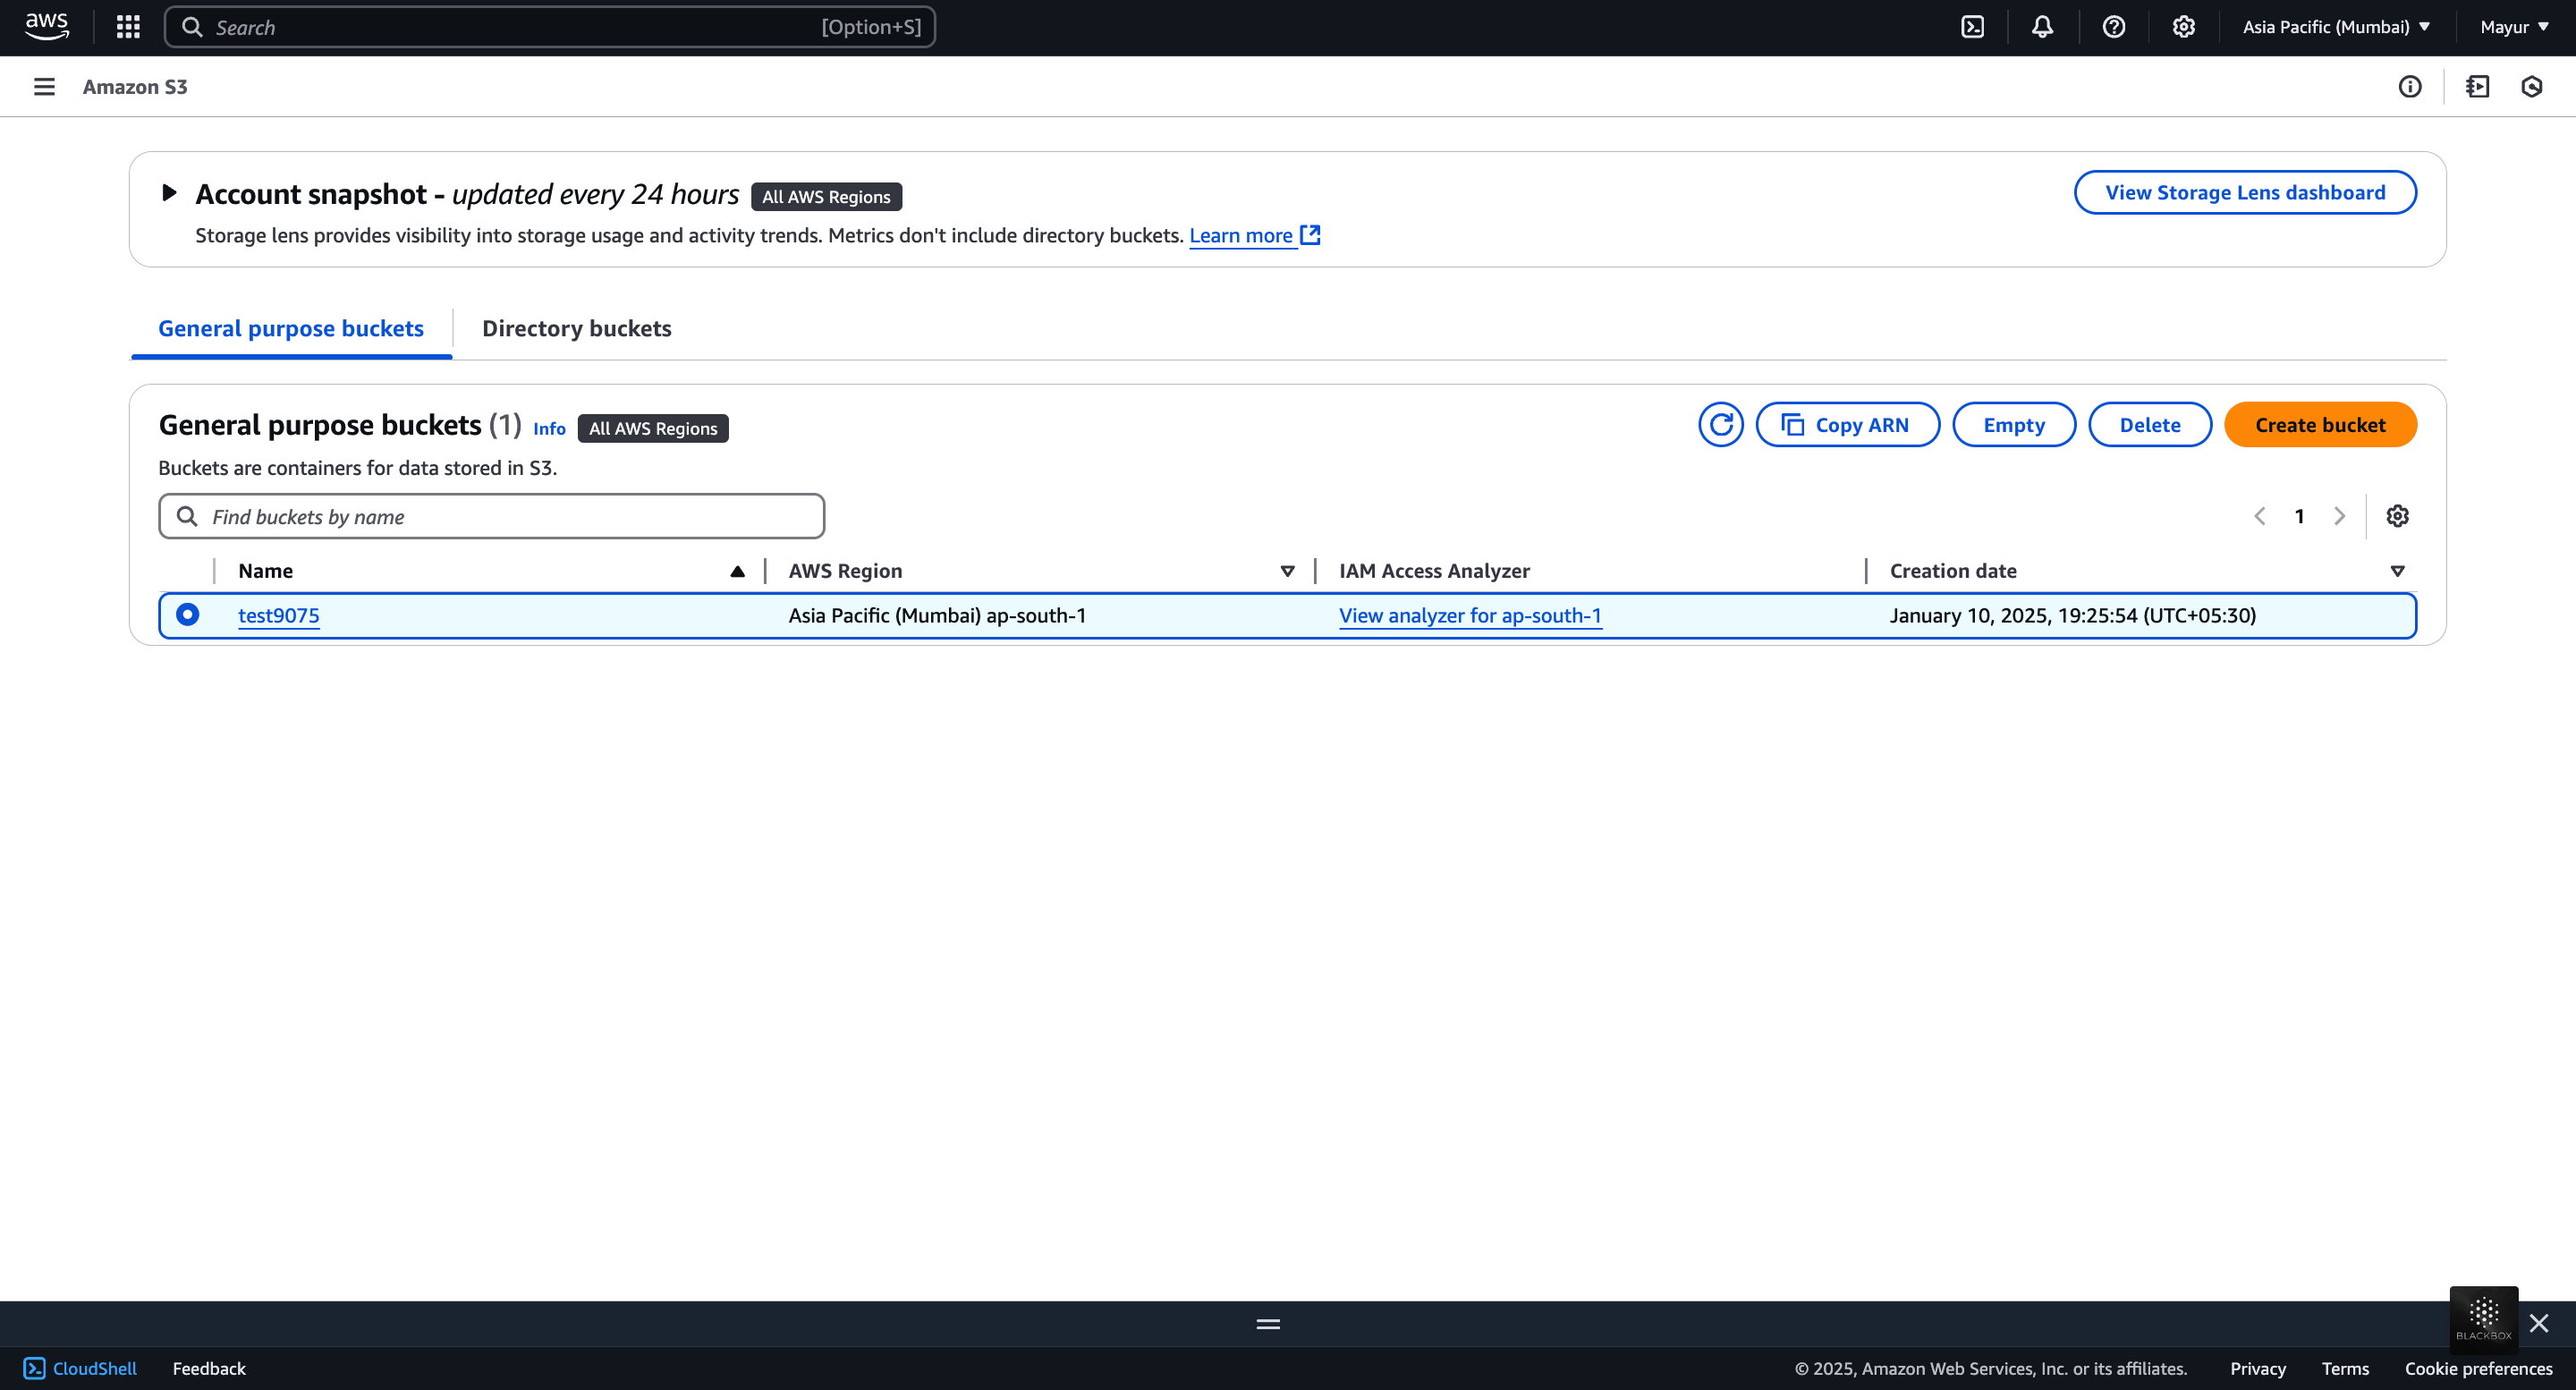 aws Search [Option+S] Asia Pacific (Mumbai) Mayur
Amazon S3
Account snapshot - updated every 24 hours All AWS Regions View Storage Lens dashboard
Storage lens provides visibility into storage usage and activity trends. Metrics don't include directory buckets. Learn more
General purpose buckets Directory buckets
General purpose buckets (1) Info All AWS Regions Copy ARN Empty Delete Create bucket
Buckets are containers for data stored in S3.
Find buckets by name 1
Name AWS Region IAM Access Analyzer Creation date
test9075 Asia Pacific (Mumbai) ap-south-1 View analyzer for ap-south-1 January 10, 2025, 19:25:54 (UTC+05:30)
BLACKBOX
CloudShell Feedback © 2025, Amazon Web Services, Inc. or its affiliates. Privacy Terms Cookie preferences